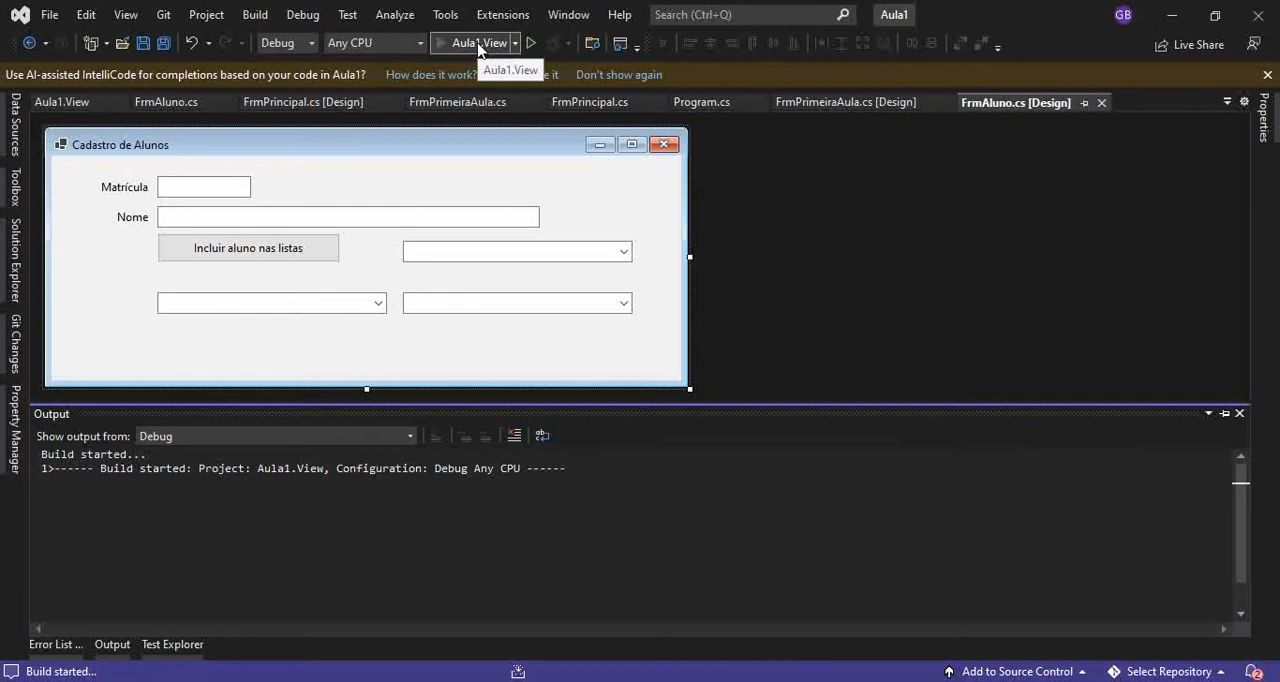 File Edit View Git Project Build Debug Test Analyze Tools Extensions Window Help Search (Ctrl+Q) Aula1 GB
Debug Any CPU Aula1.View Live Share
Aula1.View
Use AI-assisted IntelliCode for completions based on your code in Aula1? How does it work? e it Don't show again
Aula1.View FrmAluno.cs FrmPrincipal.cs [Design] FrmPrimeiraAula.cs FrmPrincipal.cs Program.cs FrmPrimeiraAula.cs [Design] FrmAluno.cs [Design]
Data Sources
Toolbox
Solution Explorer
Git Changes
Property Manager
Properties
Cadastro de Alunos
Matrícula
Nome
Incluir aluno nas listas
Output
Show output from: Debug
Build started...
1>------ Build started: Project: Aula1.View, Configuration: Debug Any CPU ------
Error List ... Output Test Explorer
Build started... Add to Source Control Select Repository 2